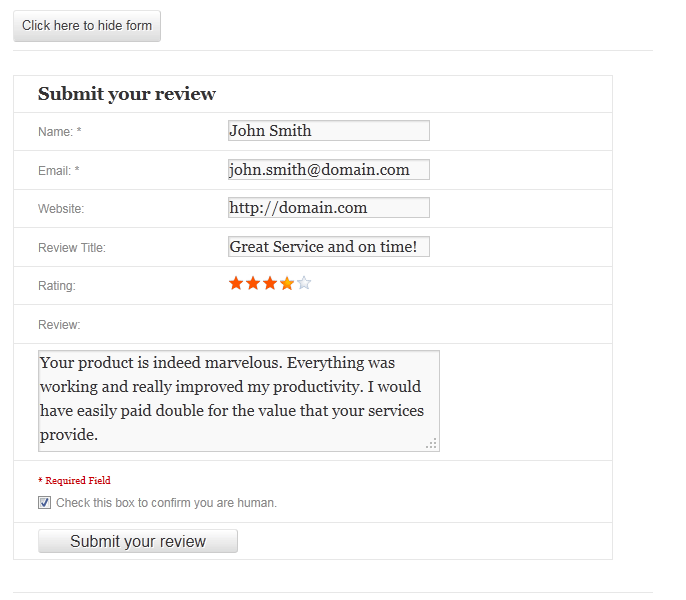 Click here to hide form
Submit your review
Name: * John Smith
Email: * john.smith@domain.com
Website: http://domain.com
Review Title: Great Service and on time!
Rating:
Review:
Your product is indeed marvelous. Everything was
working and really improved my productivity. I would
have easily paid double for the value that your services
provide.
* Required Field
Check this box to confirm you are human.
Submit your review